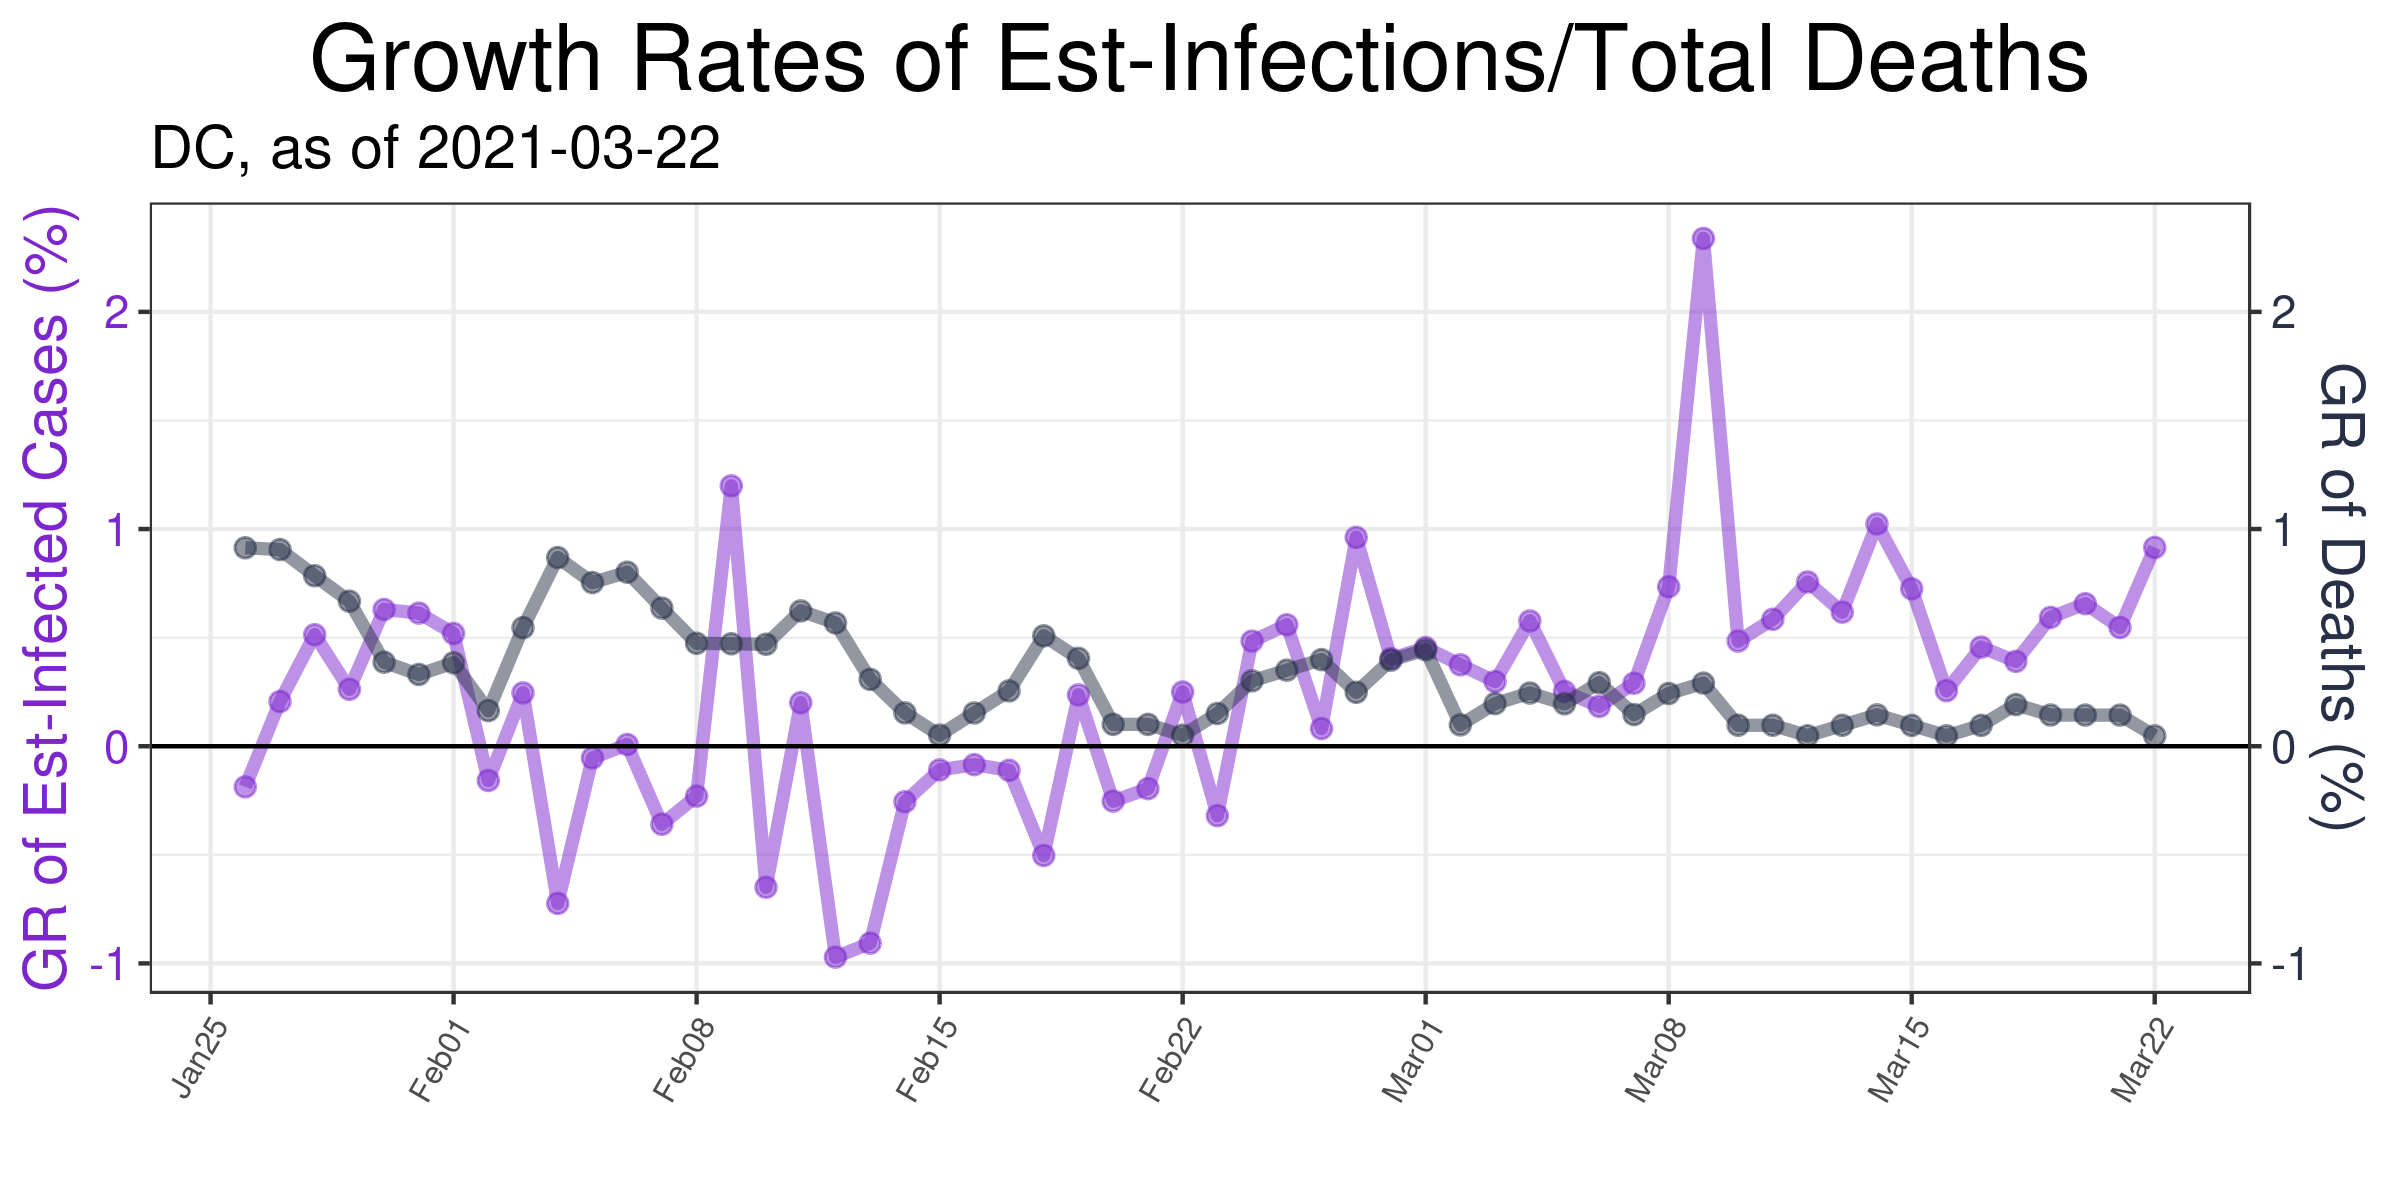 Growth Rates of Est-Infections/Total Deaths
DC, as of 2021-03-22
GR of Est-Infected Cases (%)
2
1
0
-1
2
1
0
-1
GR of Deaths (%)
Jan25
Feb01
Feb08
Feb15
Feb22
Mar01
Mar08
Mar15
Mar22